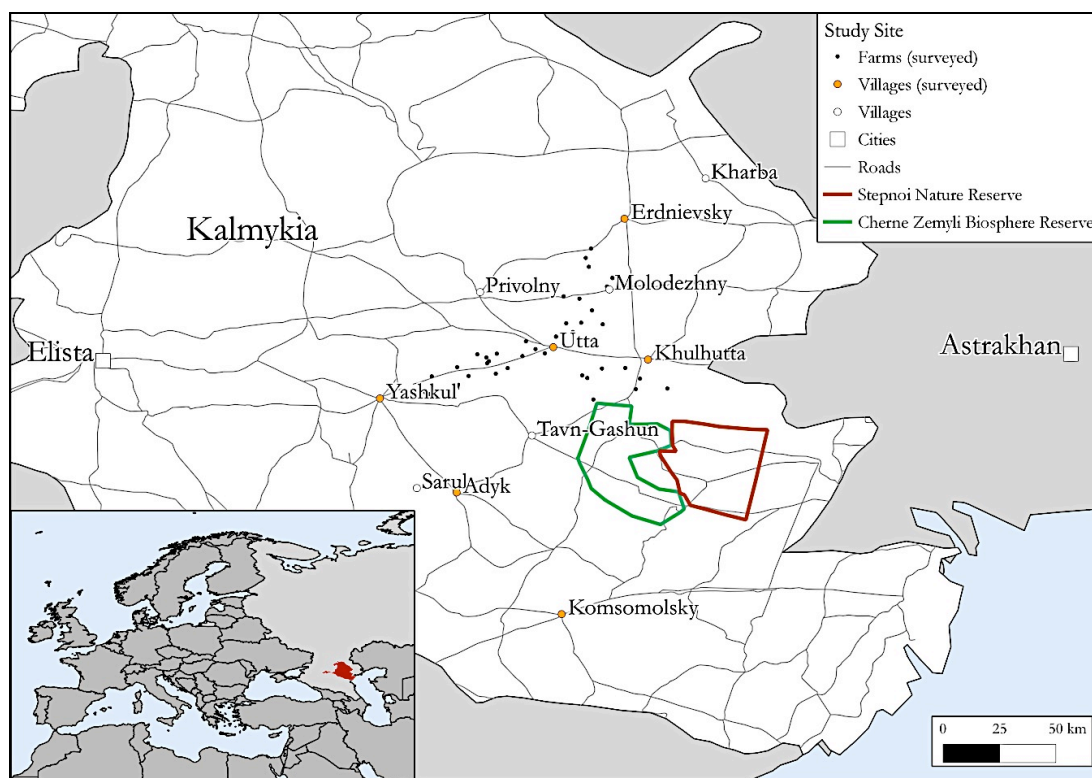 Study Site
Farms (surveyed)
Villages (surveyed)
Villages
Cities
Roads
Stepnoi Nature Reserve
Cherne Zemyli Biosphere Reserve
Kharba
Erdnievsky
Kalmykia
Privolny
Molodezhny
Utta
Elista
Khulhutta
Astrakhan
Yashkul'
Tavn-Gashun
Sarul
Adyk
Komsomolsky
0 25 50 km